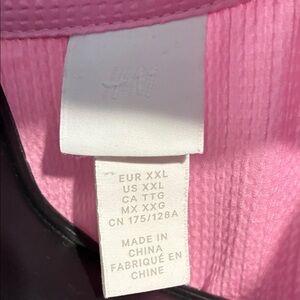 EUR XXL
US XXL
CA TTG
MX XXG
CN 175/128A
MADE IN
CHINA
FABRIQUÉ EN
CHINE